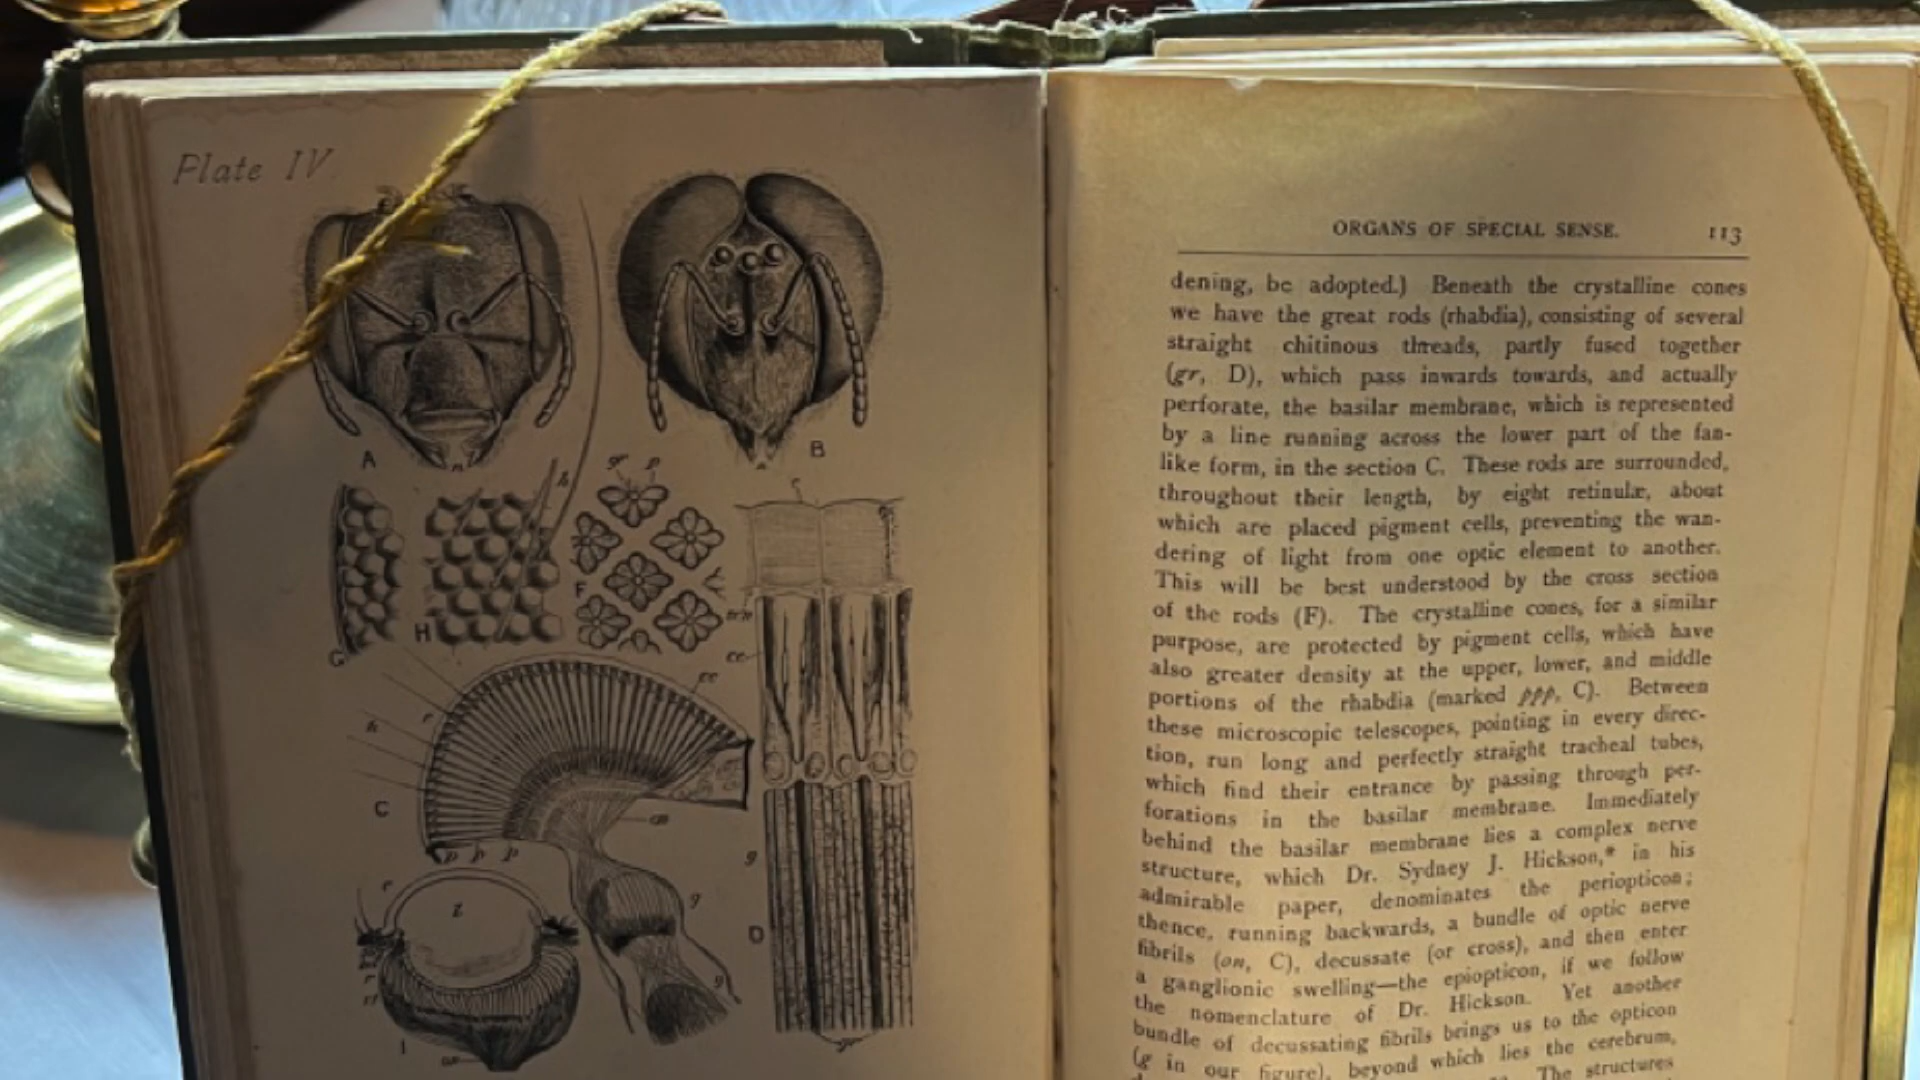 Plate IV.
A
B
gr p
h
F
G
H
C
p p p
D
g
g
l
ORGANS OF SPECIAL SENSE. 113
dening, be adopted.) Beneath the crystalline cones
we have the great rods (rhabdia), consisting of several
straight chitinous threads, partly fused together
(gr, D), which pass inwards towards, and actually
perforate, the basilar membrane, which is represented
by a line running across the lower part of the fan-
like form, in the section C. These rods are surrounded,
throughout their length, by eight retinulæ, about
which are placed pigment cells, preventing the wan-
dering of light from one optic element to another.
This will be best understood by the cross section
of the rods (F). The crystalline cones, for a similar
purpose, are protected by pigment cells, which have
also greater density at the upper, lower, and middle
portions of the rhabdia (marked ppp, C). Between
these microscopic telescopes, pointing in every direc-
tion, run long and perfectly straight tracheal tubes,
which find their entrance by passing through per-
forations in the basilar membrane. Immediately
behind the basilar membrane lies a complex nerve
structure, which Dr. Sydney J. Hickson,* in his
admirable paper, denominates the periopticon;
thence, running backwards, a bundle of optic nerve
fibrils (on, C), decussate (or cross), and then enter
a ganglionic swelling—the epiopticon, if we follow
the nomenclature of Dr. Hickson. Yet another
bundle of decussating fibrils brings us to the opticon
(g in our figure), beyond which lies the cerebrum,
The structures